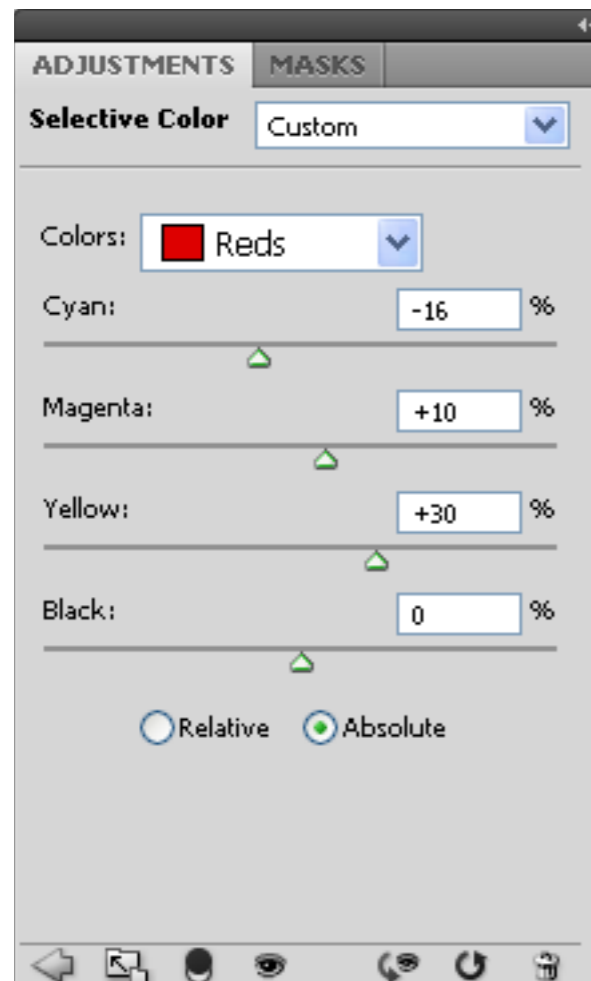 ADJUSTMENTS MASKS
Selective Color Custom
Colors: Reds
Cyan: -16 %
Magenta: +10 %
Yellow: +30 %
Black: 0 %
Relative Absolute